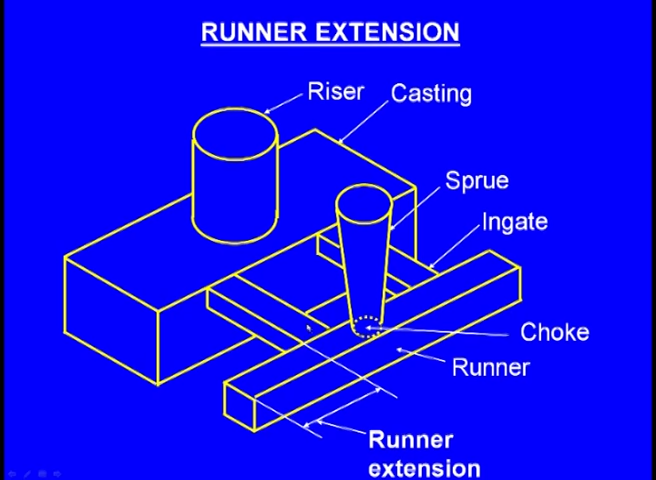 RUNNER EXTENSION
Riser
Casting
Sprue
Ingate
Choke
Runner
Runner
extension